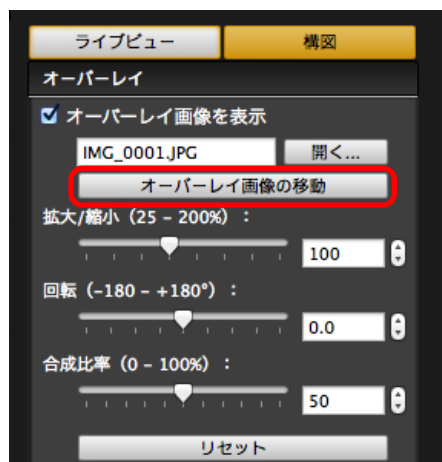 ライブビュー 構図
オーバーレイ
オーバーレイ画像を表示
IMG_0001.JPG 開く...
オーバーレイ画像の移動
拡大/縮小（25 – 200%）：
100
回転（-180 – +180°）：
0.0
合成比率（0 – 100%）：
50
リセット